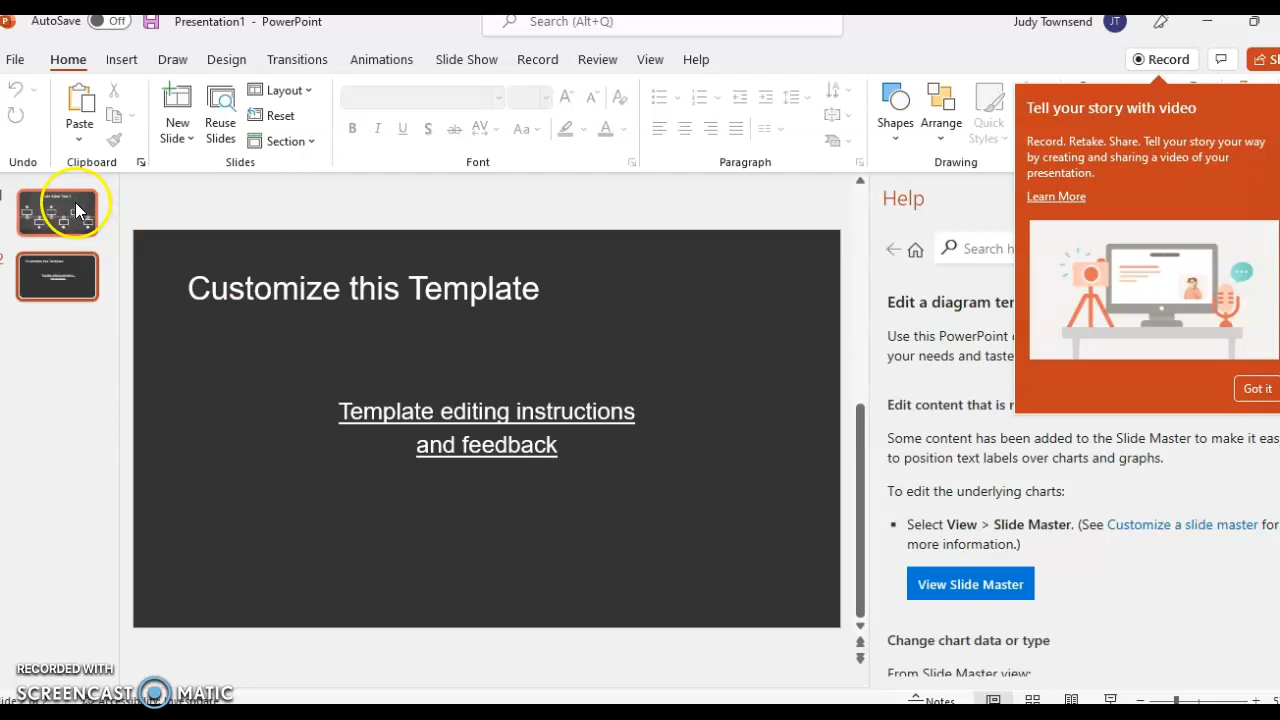 AutoSave Off Presentation1 - PowerPoint Search (Alt+Q) Judy Townsend JT
File Home Insert Draw Design Transitions Animations Slide Show Record Review View Help Record
Paste New Slide Reuse Slides Layout Reset Section Shapes Arrange Quick Styles
Undo Clipboard Slides Font Paragraph Drawing
Tell your story with video
Record. Retake. Share. Tell your story your way
by creating and sharing a video of your
presentation.
Learn More
Got it
2
Customize this Template
Template editing instructions
and feedback
Help
Search h
Edit a diagram
Use this PowerPoint
your needs and taste
Edit content that is
Some content has been added to the Slide Master to make it
to position text labels over charts and graphs.
To edit the underlying charts:
Select View > Slide Master. (See Customize a slide master for
more information.)
View Slide Master
Change chart data or type
From Slide Master view:
RECORDED WITH
SCREENCAST MATIC
Notes